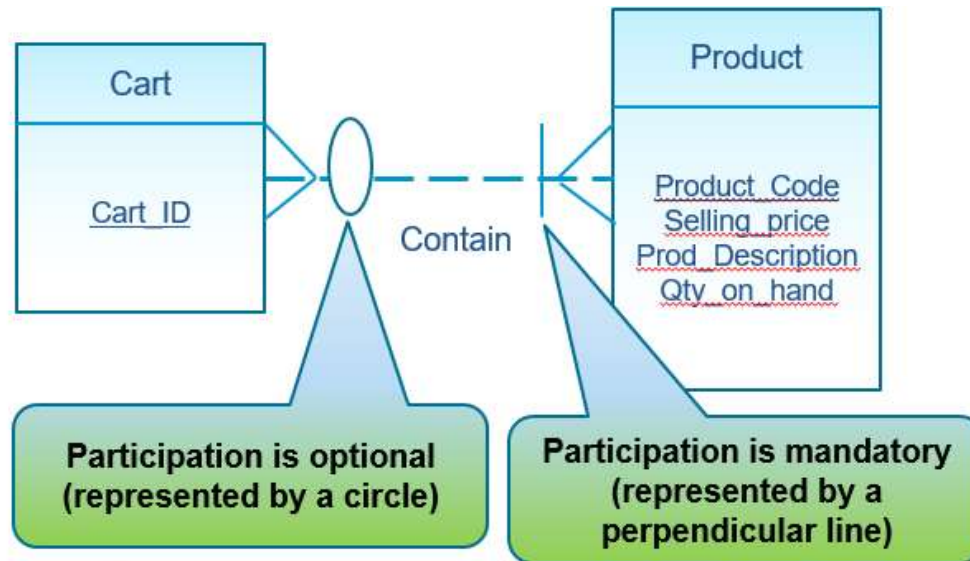 Cart
Cart_ID
Contain
Product
Product_Code
Selling_price
Prod_Description
Qty_on_hand
Participation is optional
(represented by a circle)
Participation is mandatory
(represented by a
perpendicular line)